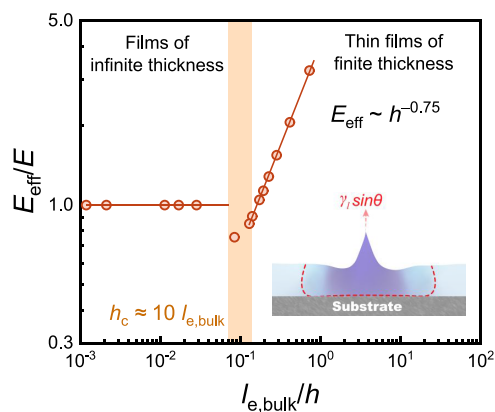 5.0
Films of
infinite thickness
Thin films of
finite thickness
E_eff ~ h^−0.75
E_eff/E
1.0
γ_l sinθ
Substrate
h_c ≈ 10 l_e,bulk
0.3
10^-3 10^-2 10^-1 10^0 10^1 10^2
l_e,bulk/h